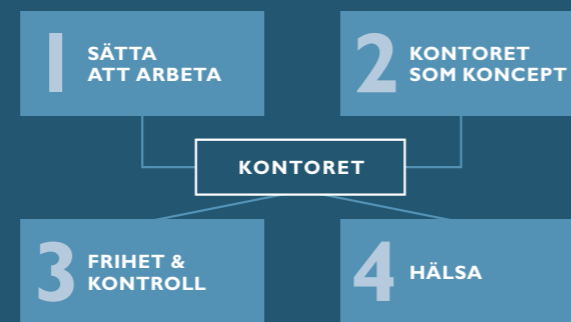 1 SÄTTA
ATT ARBETA
2 KONTORET
SOM KONCEPT
KONTORET
3 FRIHET &
KONTROLL
4 HÄLSA